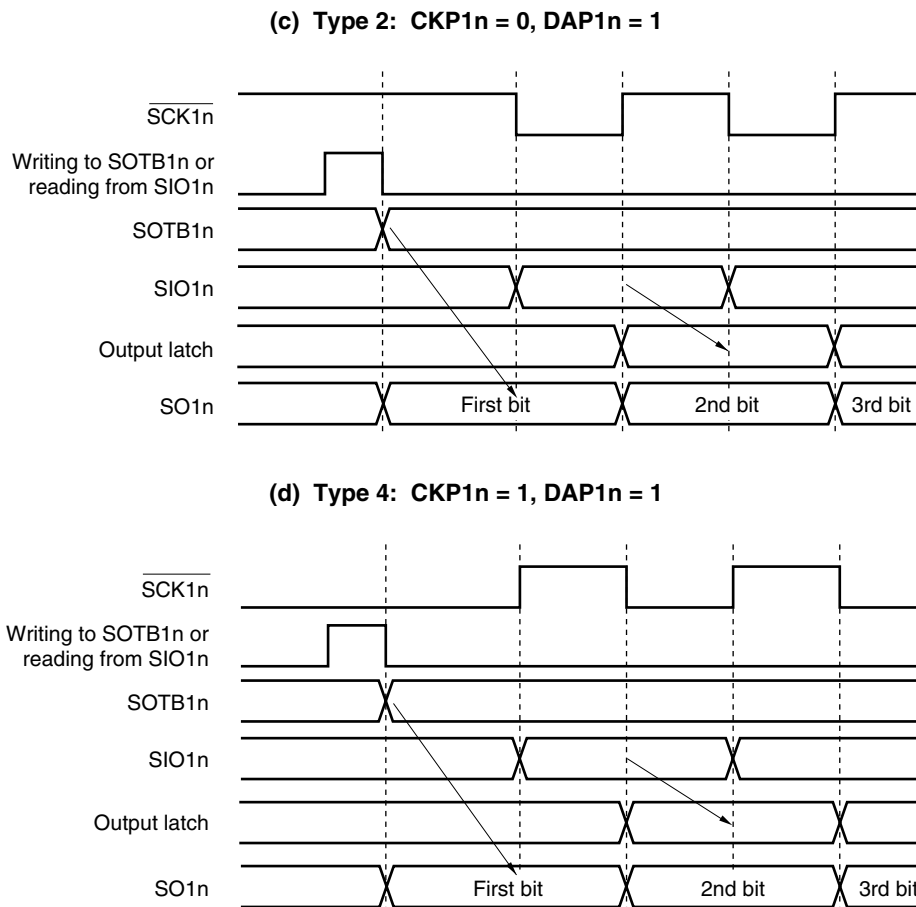 (c) Type 2: CKP1n = 0, DAP1n = 1
SCK1n
Writing to SOTB1n or
reading from SIO1n
SOTB1n
SIO1n
Output latch
SO1n
First bit
2nd bit
3rd bit
(d) Type 4: CKP1n = 1, DAP1n = 1
SCK1n
Writing to SOTB1n or
reading from SIO1n
SOTB1n
SIO1n
Output latch
SO1n
First bit
2nd bit
3rd bit